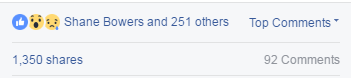 Shane Bowers and 251 others Top Comments
1,350 shares 92 Comments